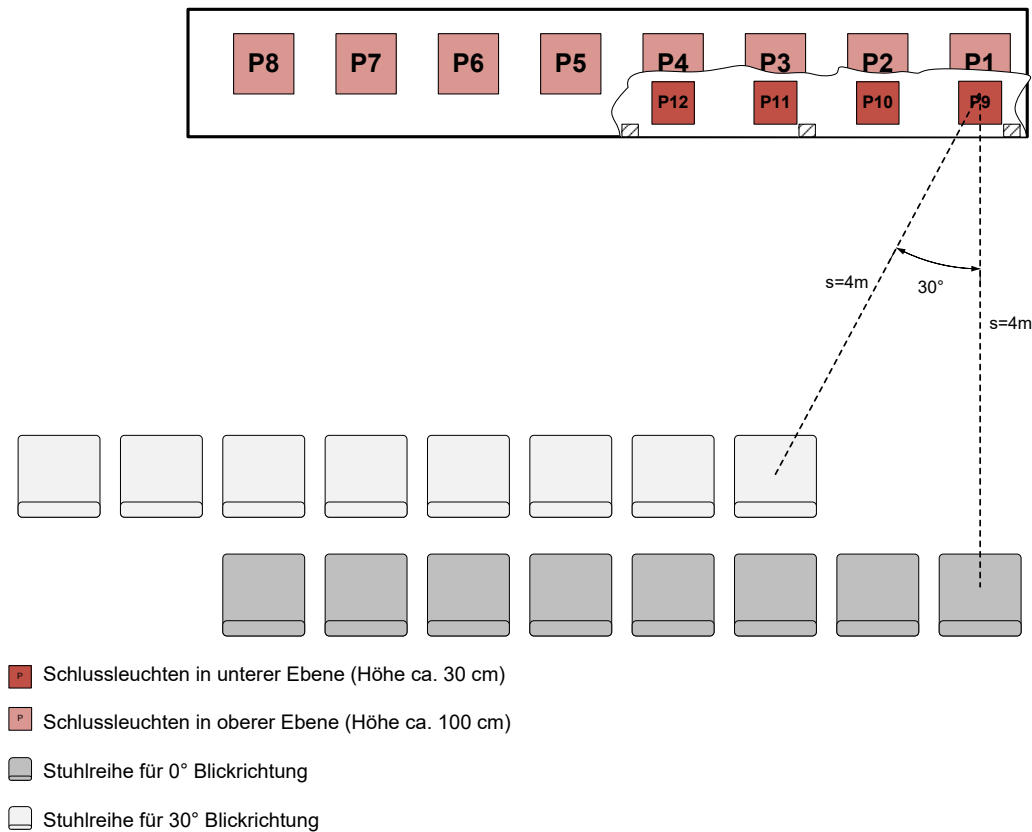 P8 P7 P6 P5 P4 P3 P2 P1
P12 P11 P10 P9
s=4m
30°
s=4m
P Schlussleuchten in unterer Ebene (Höhe ca. 30 cm)
P Schlussleuchten in oberer Ebene (Höhe ca. 100 cm)
Stuhlreihe für 0° Blickrichtung
Stuhlreihe für 30° Blickrichtung